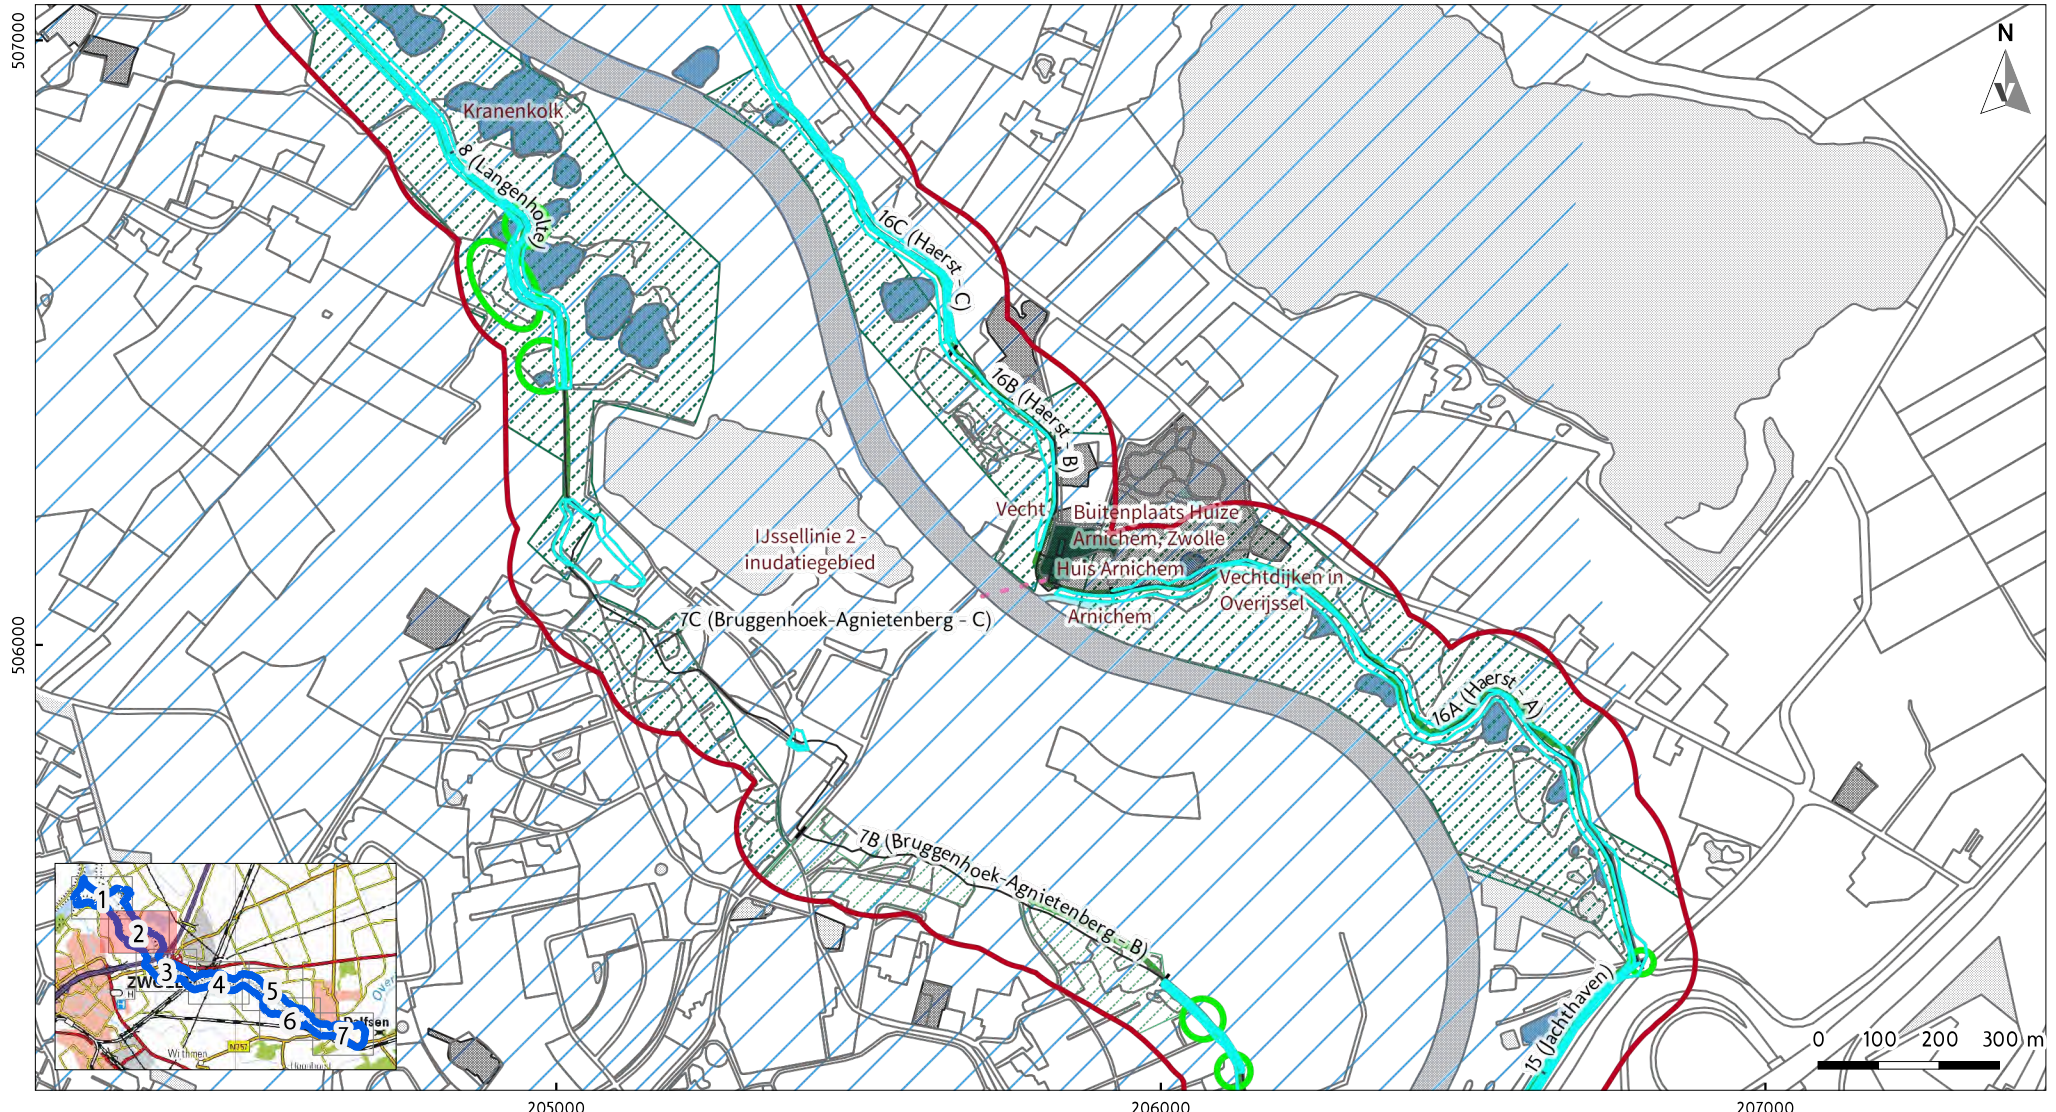 507000
N
Kranenkolk
8 (Langenholte)
16C (Haerst - C)
16B (Haerst - B)
Vecht
Buitenplaats Huize
Arnichem, Zwolle
IJssellinie 2 -
inudatiegebied
Huis Arnichem
Vechtdijken in
Overijssel
Arnichem
506000
7C (Bruggenhoek-Agnietenberg - C)
16A (Haerst - A)
7B (Bruggenhoek-Agnietenberg - B)
15 (Jachthaven)
1
2
3
4
5
6
7
Dalfsen
Withmen
N757
H
0 100 200 300 m
205000
206000
207000